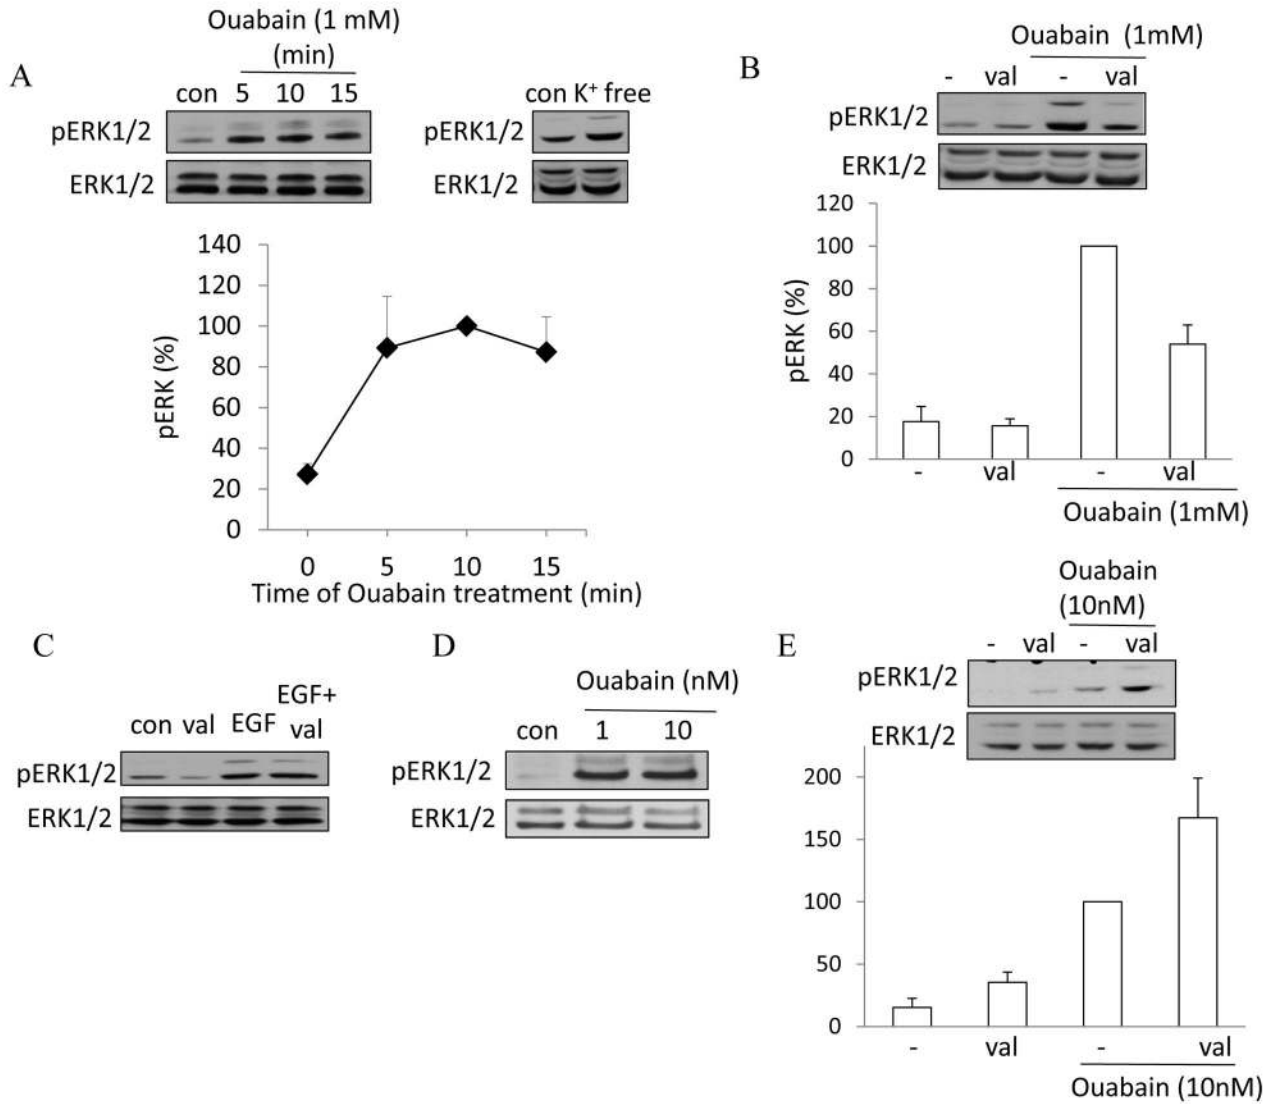 A
Ouabain (1 mM)
(min)
con 5 10 15
pERK1/2
ERK1/2
con K⁺ free
pERK1/2
ERK1/2
140
120
100
80
60
40
20
0
pERK (%)
0 5 10 15
Time of Ouabain treatment (min)
B
Ouabain (1mM)
- val - val
pERK1/2
ERK1/2
120
100
80
60
40
20
0
pERK (%)
- val - val
Ouabain (1mM)
C
con val EGF EGF+
val
pERK1/2
ERK1/2
D
Ouabain (nM)
con 1 10
pERK1/2
ERK1/2
E
Ouabain
(10nM)
- val - val
pERK1/2
ERK1/2
200
150
100
50
0
- val - val
Ouabain (10nM)